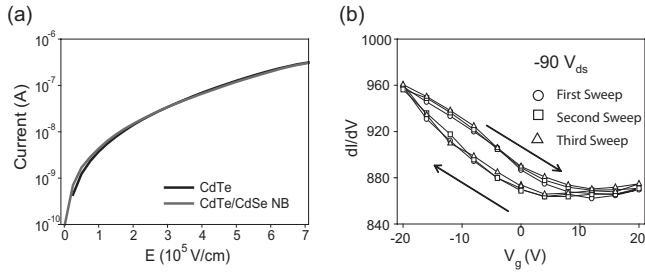 (a)
Current (A)
10⁻⁶
10⁻⁷
10⁻⁸
10⁻⁹
10⁻¹⁰
CdTe
CdTe/CdSe NB
0 1 2 3 4 5 6 7
E (10⁵ V/cm)
(b)
dI/dV
1000
960
920
880
840
-90 V_ds
First Sweep
Second Sweep
Third Sweep
-20 -10 0 10 20
V_g (V)